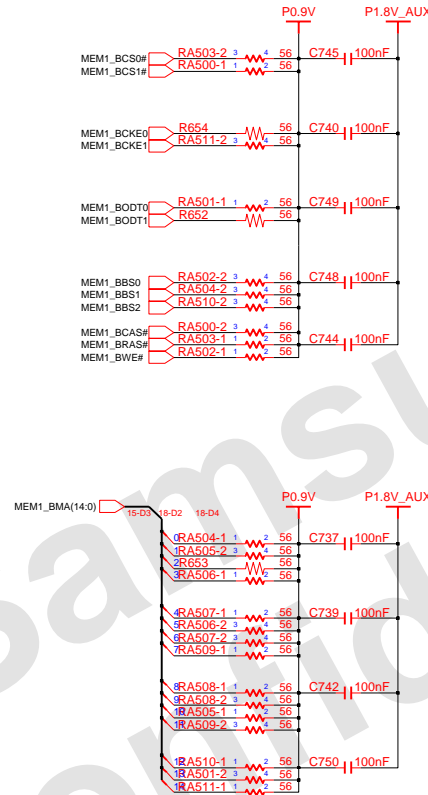 P0.9V P1.8V_AUX
MEM1_BCS0# RA503-2 3 4 56 C745 100nF
MEM1_BCS1# RA500-1 1 2 56
MEM1_BCKE0 R654 56 C740 100nF
MEM1_BCKE1 RA511-2 3 4 56
MEM1_BODT0 RA501-1 1 2 56 C749 100nF
MEM1_BODT1 R652 56
MEM1_BBS0 RA502-2 3 4 56 C748 100nF
MEM1_BBS1 RA504-2 3 4 56
MEM1_BBS2 RA510-2 3 4 56
MEM1_BCAS# RA500-2 3 4 56
MEM1_BRAS# RA503-1 1 2 56 C744 100nF
MEM1_BWE# RA502-1 1 2 56
MEM1_BMA(14:0) P0.9V P1.8V_AUX
15-D3 18-D2 18-D4
0 RA504-1 1 2 56 C737 100nF
1 RA505-2 3 4 56
2 R653 56
3 RA506-1 1 2 56
4 RA507-1 1 2 56 C739 100nF
5 RA506-2 3 4 56
6 RA507-2 3 4 56
7 RA509-1 1 2 56
8 RA508-1 1 2 56 C742 100nF
9 RA508-2 3 4 56
10 RA505-1 1 2 56
11 RA509-2 3 4 56
12 RA510-1 1 2 56 C750 100nF
13 RA501-2 3 4 56
14 RA511-1 1 2 56